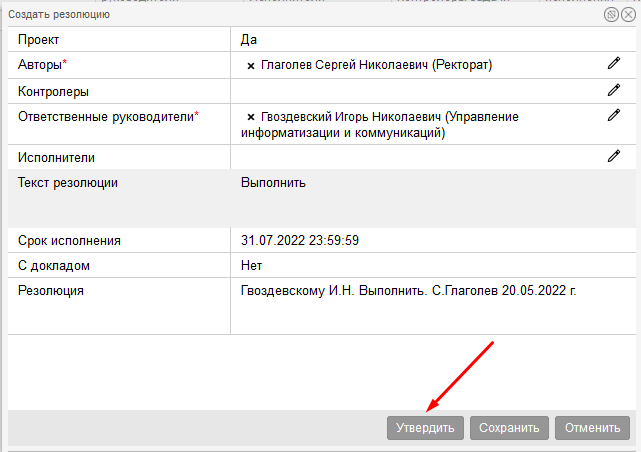 Создать резолюцию
Проект Да
Авторы* × Глаголев Сергей Николаевич (Ректорат)
Контролеры
Ответственные руководители* × Гвоздевский Игорь Николаевич (Управление
информатизации и коммуникаций)
Исполнители
Текст резолюции Выполнить
Срок исполнения 31.07.2022 23:59:59
С докладом Нет
Резолюция Гвоздевскому И.Н. Выполнить. С.Глаголев 20.05.2022 г.
Утвердить Сохранить Отменить